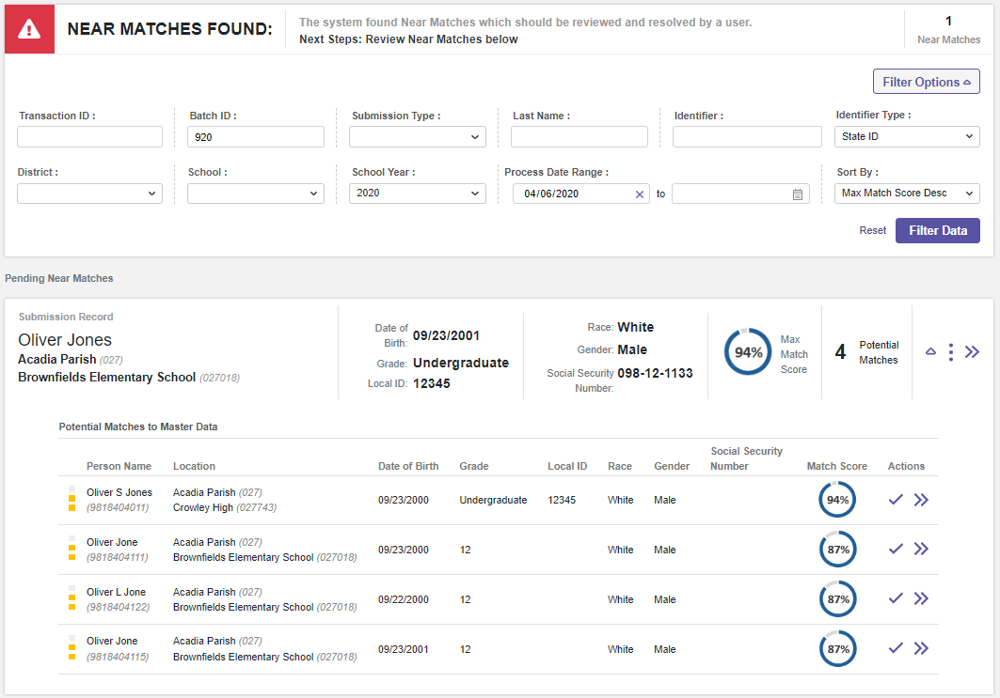 NEAR MATCHES FOUND:
The system found Near Matches which should be reviewed and resolved by a user.
Next Steps: Review Near Matches below
1
Near Matches
Filter Options
Transaction ID :
Batch ID :
Submission Type :
Last Name :
Identifier :
Identifier Type :
920
State ID
District :
School :
School Year :
Process Date Range :
Sort By :
2020
04/06/2020
to
Max Match Score Desc
Reset
Filter Data
Pending Near Matches
Submission Record
Oliver Jones
Acadia Parish (027)
Brownfields Elementary School (027018)
Date of Birth: 09/23/2001
Grade: Undergraduate
Local ID: 12345
Race: White
Gender: Male
Social Security Number: 098-12-1133
94%
Max Match Score
4
Potential Matches
Potential Matches to Master Data
Person Name Location Date of Birth Grade Local ID Race Gender Social Security Number Match Score Actions
Oliver S Jones Acadia Parish (027)
(9818404011) Crowley High (027743)
09/23/2000 Undergraduate 12345 White Male 94%
Oliver Jone Acadia Parish (027)
(9818404111) Brownfields Elementary School (027018)
09/23/2000 12 White Male 87%
Oliver L Jone Acadia Parish (027)
(9818404122) Brownfields Elementary School (027018)
09/22/2000 12 White Male 87%
Oliver Jone Acadia Parish (027)
(9818404115) Brownfields Elementary School (027018)
09/23/2001 12 White Male 87%